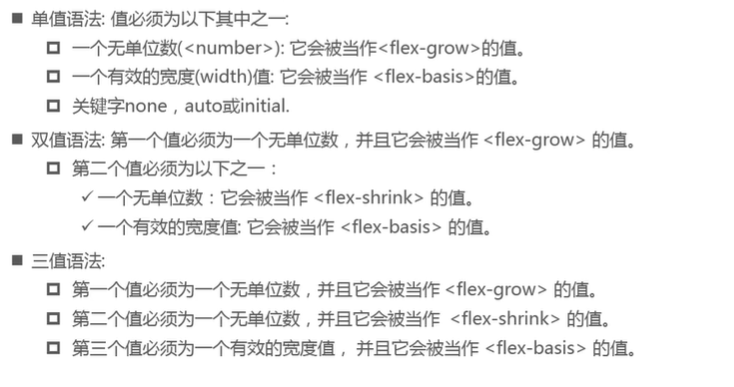 ■ 单值语法: 值必须为以下其中之一:
□ 一个无单位数(<number>): 它会被当作<flex-grow>的值。
□ 一个有效的宽度(width)值: 它会被当作 <flex-basis>的值。
□ 关键字none，auto或initial.
■ 双值语法: 第一个值必须为一个无单位数，并且它会被当作 <flex-grow> 的值。
□ 第二个值必须为以下之一：
✓ 一个无单位数：它会被当作 <flex-shrink> 的值。
✓ 一个有效的宽度值: 它会被当作 <flex-basis> 的值。
■ 三值语法:
□ 第一个值必须为一个无单位数，并且它会被当作 <flex-grow> 的值。
□ 第二个值必须为一个无单位数，并且它会被当作 <flex-shrink> 的值。
□ 第三个值必须为一个有效的宽度值， 并且它会被当作 <flex-basis> 的值。